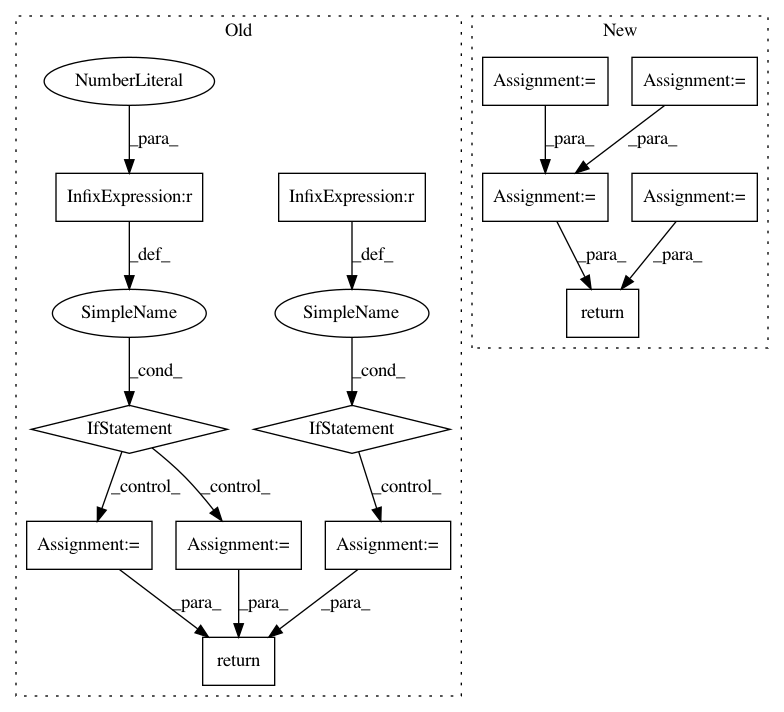 Old
New
NumberLiteral
Assignment:=
Assignment:=
_para_
_para_
_para_
InfixExpression:r
InfixExpression:r
Assignment:=
Assignment:=
_def_
_def_
_para_
_para_
SimpleName
SimpleName
return
_cond_
_cond_
IfStatement
IfStatement
_control_
_control_
_control_
Assignment:=
Assignment:=
Assignment:=
_para_
_para_
_para_
return